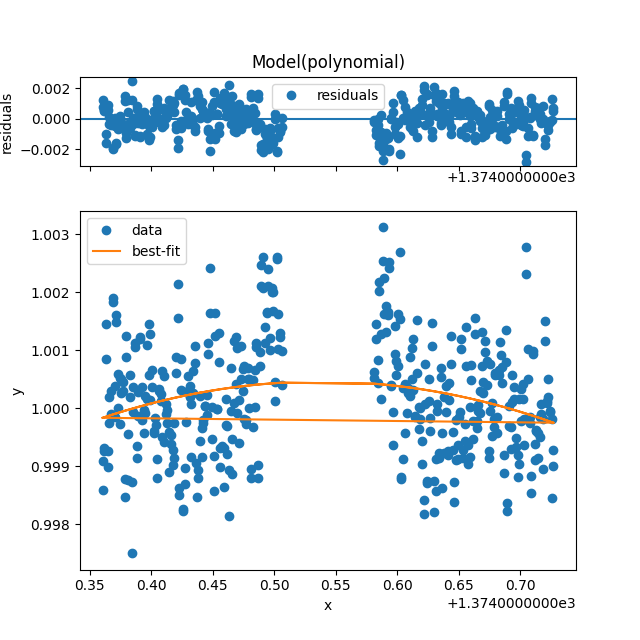 Model(polynomial)
residuals
0.002
0.000
−0.002
residuals
+1.3740000000e3
data
best-fit
y
1.003
1.002
1.001
1.000
0.999
0.998
0.35 0.40 0.45 0.50 0.55 0.60 0.65 0.70
x
+1.3740000000e3